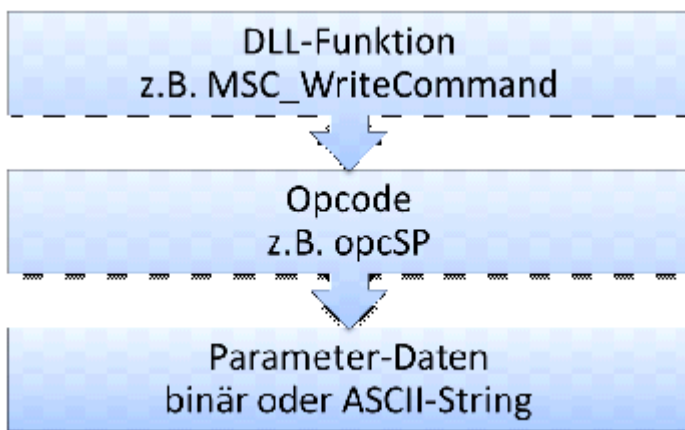 DLL-Funktion
z.B. MSC_WriteCommand
Opcode
z.B. opcSP
Parameter-Daten
binär oder ASCII-String